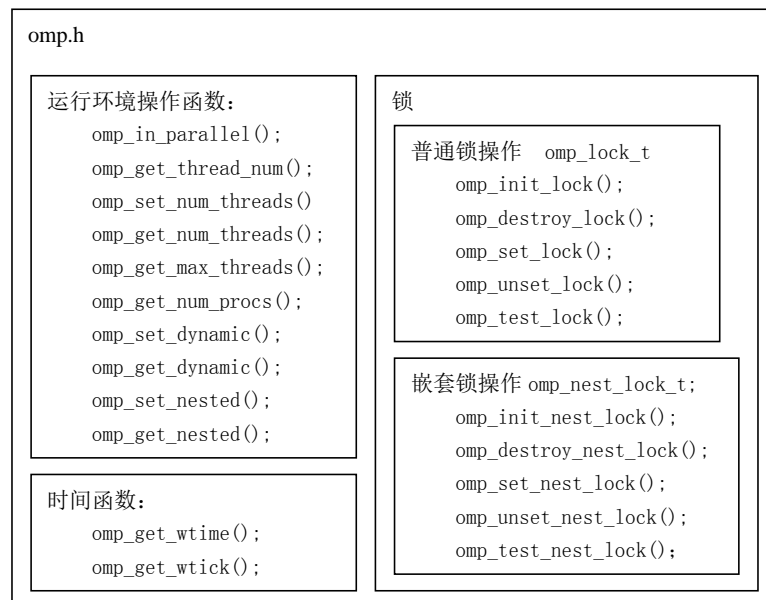 omp.h
运行环境操作函数：
omp_in_parallel();
omp_get_thread_num();
omp_set_num_threads()
omp_get_num_threads();
omp_get_max_threads();
omp_get_num_procs();
omp_set_dynamic();
omp_get_dynamic();
omp_set_nested();
omp_get_nested();
时间函数：
omp_get_wtime();
omp_get_wtick();
锁
普通锁操作 omp_lock_t
omp_init_lock();
omp_destroy_lock();
omp_set_lock();
omp_unset_lock();
omp_test_lock();
嵌套锁操作 omp_nest_lock_t;
omp_init_nest_lock();
omp_destroy_nest_lock();
omp_set_nest_lock();
omp_unset_nest_lock();
omp_test_nest_lock()；